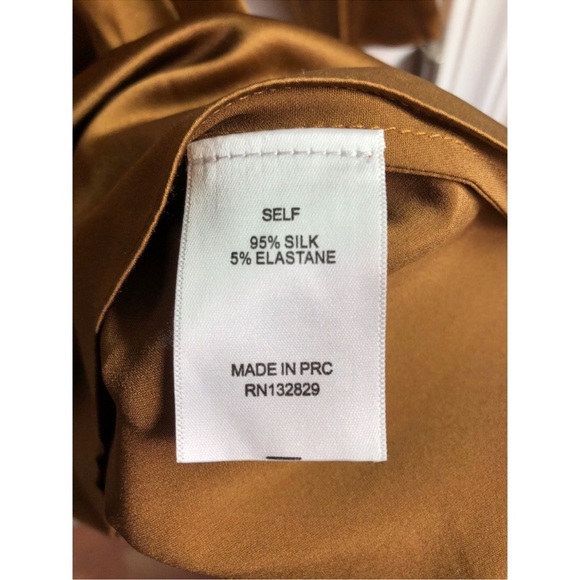 SELF
95% SILK
5% ELASTANE
MADE IN PRC
RN132829